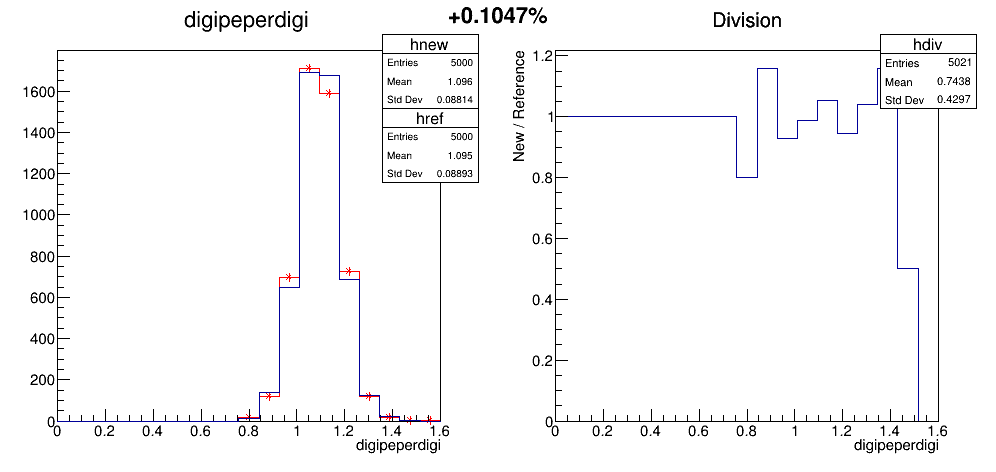 digipeperdigi
+0.1047%
Division
hnew
Entries 5000
Mean 1.096
Std Dev 0.08814
href
Entries 5000
Mean 1.095
Std Dev 0.08893
1600
1400
1200
1000
800
600
400
200
0
0 0.2 0.4 0.6 0.8 1 1.2 1.4 1.6
digipeperdigi
hdiv
Entries 5021
Mean 0.7438
Std Dev 0.4297
New / Reference
1.2
1
0.8
0.6
0.4
0.2
0
0 0.2 0.4 0.6 0.8 1 1.2 1.4 1.6
digipeperdigi